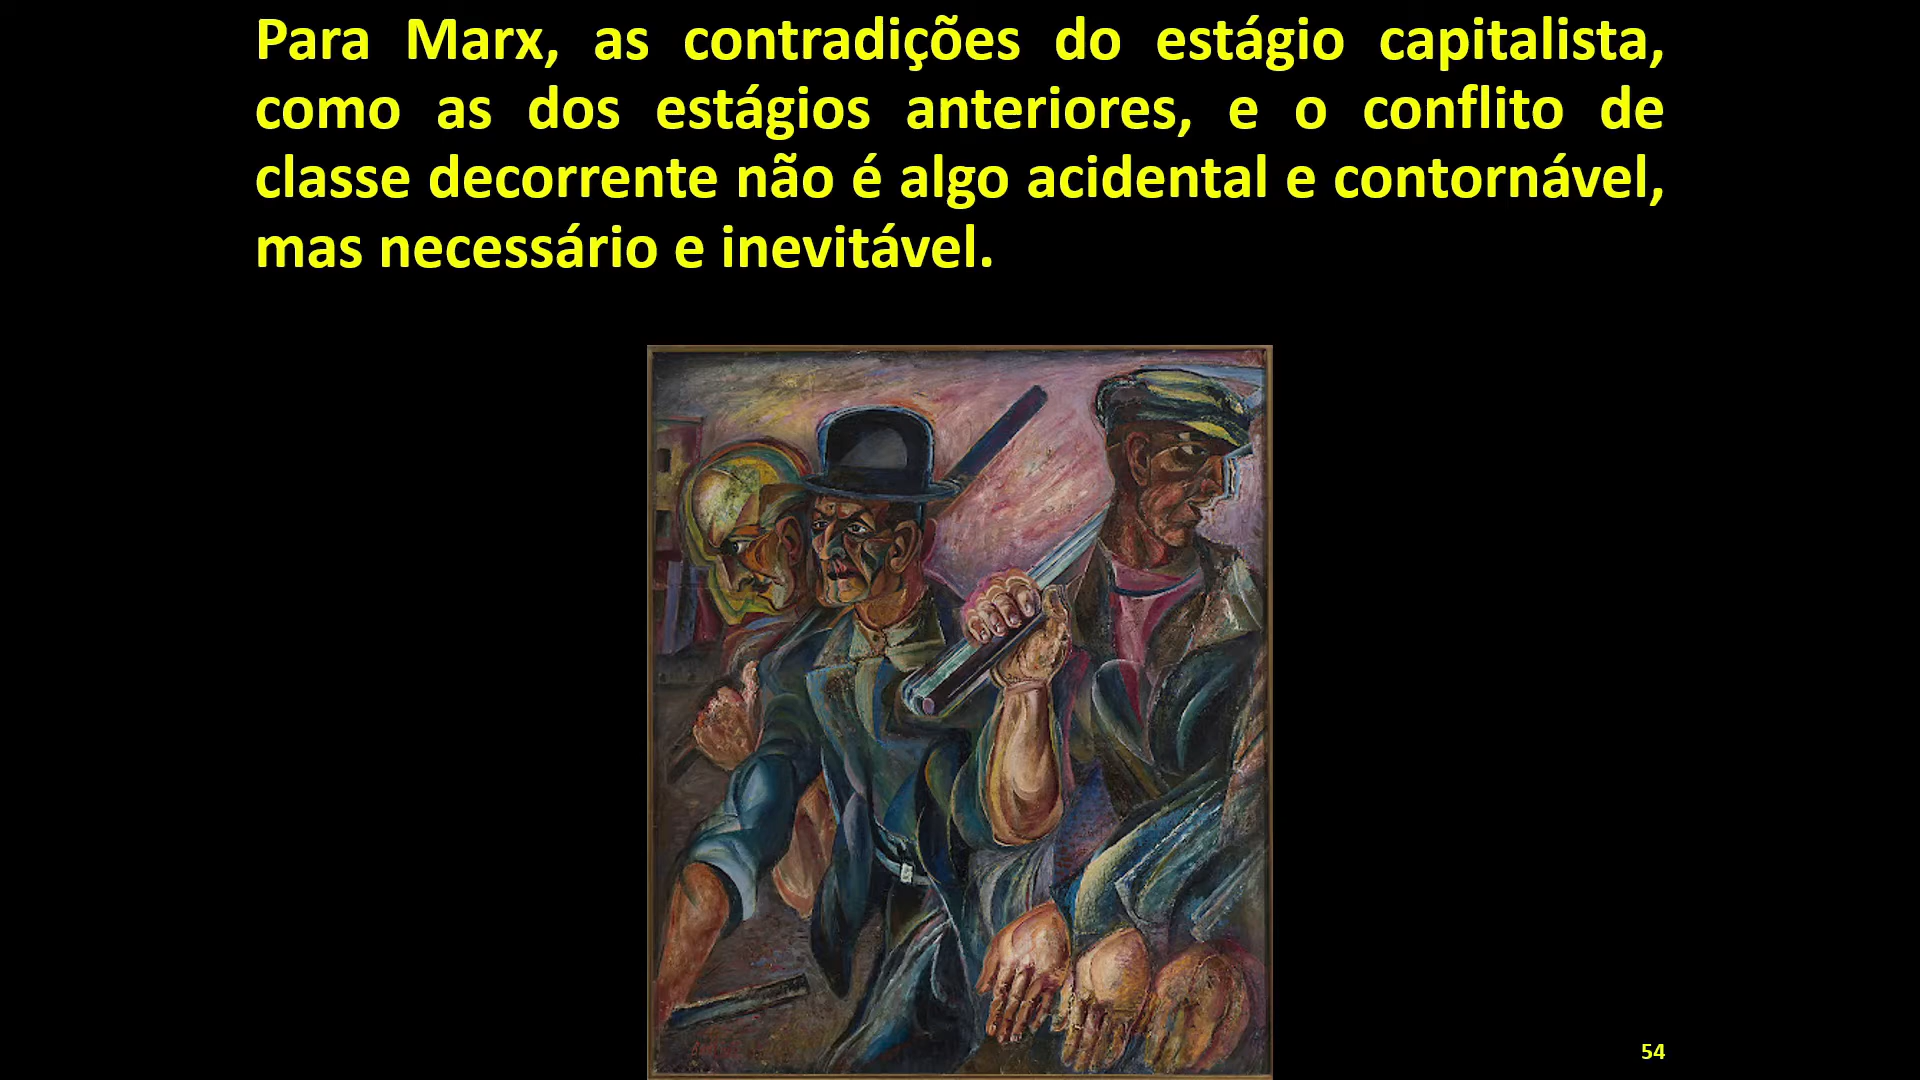 Para Marx, as contradições do estágio capitalista,
como as dos estágios anteriores, e o conflito de
classe decorrente não é algo acidental e contornável,
mas necessário e inevitável.
54